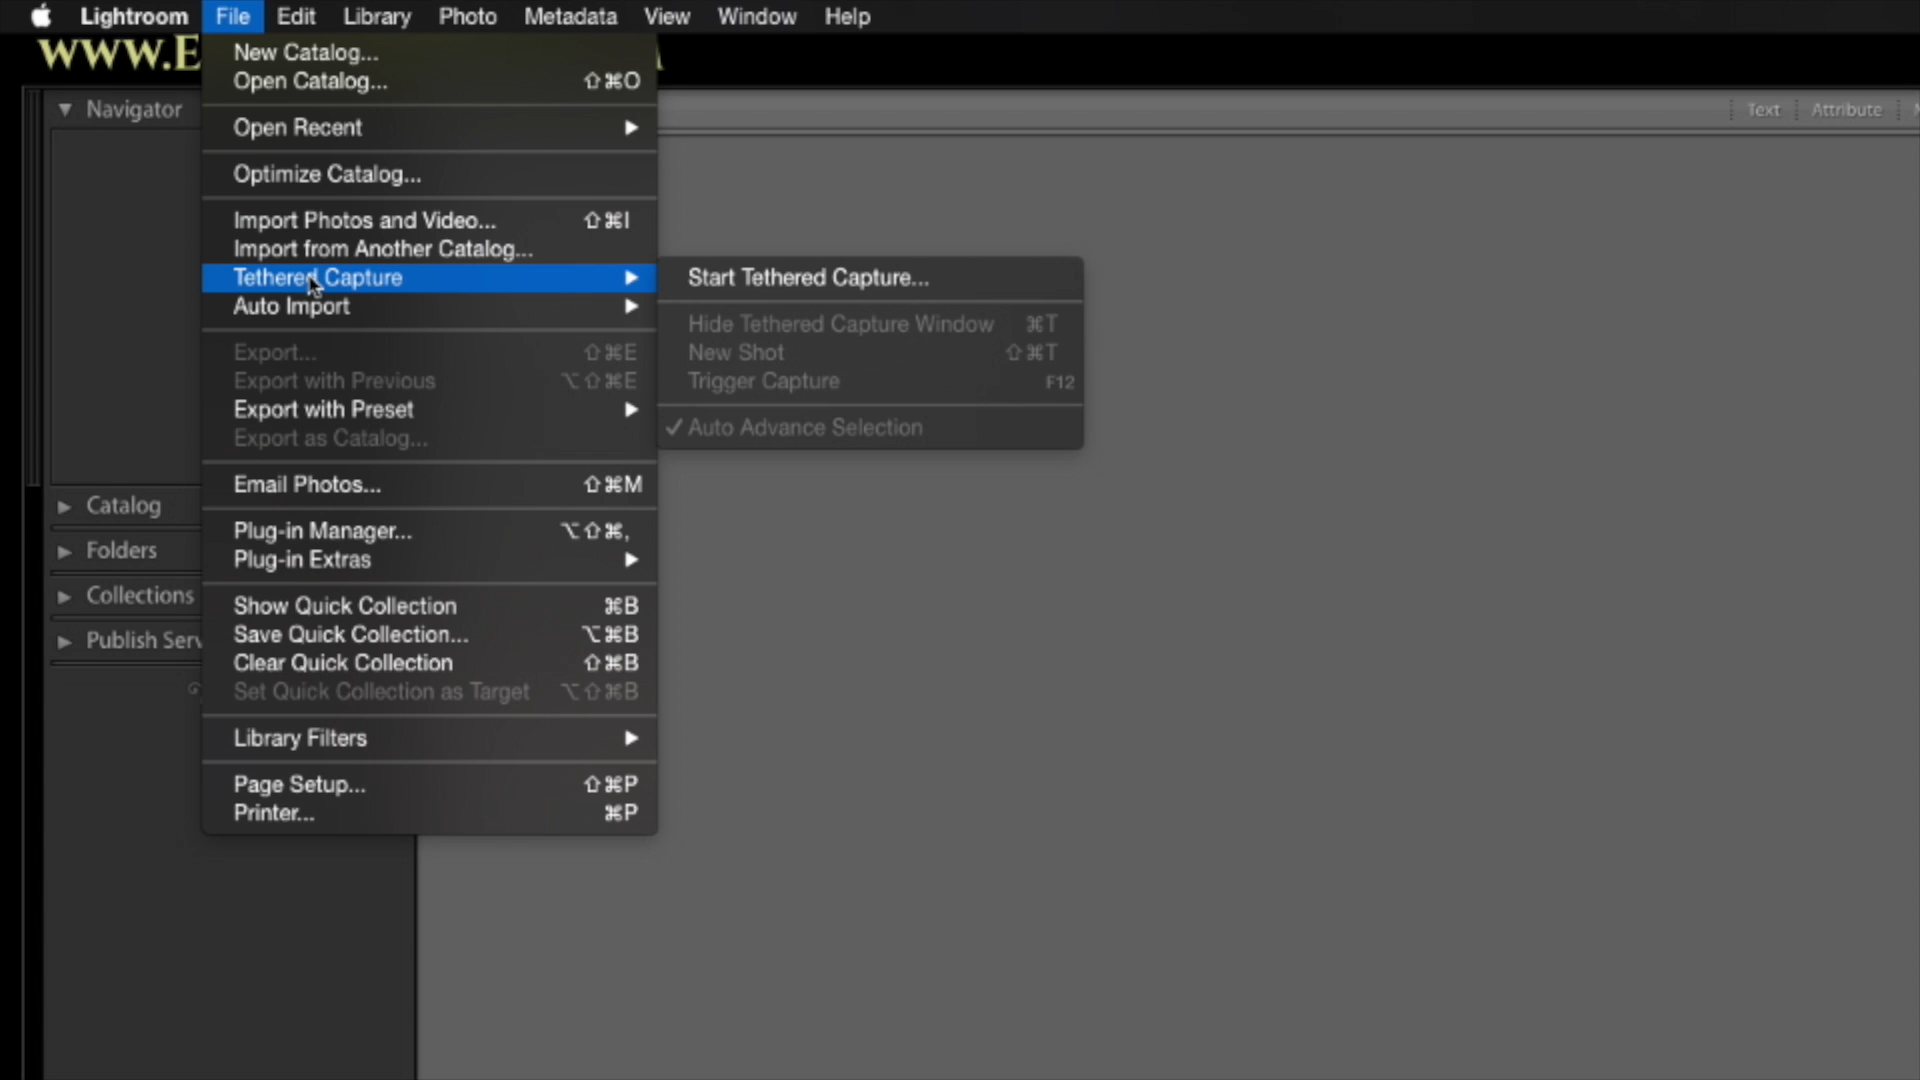 Lightroom File Edit Library Photo Metadata View Window Help
www.E
Navigator
Text Attribute
New Catalog...
Open Catalog... ⇧⌘O
Open Recent ▶
Optimize Catalog...
Import Photos and Video... ⇧⌘I
Import from Another Catalog...
Tethered Capture ▶
Auto Import ▶
Export... ⇧⌘E
Export with Previous ⌥⇧⌘E
Export with Preset ▶
Export as Catalog...
Email Photos... ⇧⌘M
Plug-in Manager... ⌥⇧⌘,
Plug-in Extras ▶
Show Quick Collection ⌘B
Save Quick Collection... ⌥⌘B
Clear Quick Collection ⇧⌘B
Set Quick Collection as Target ⌥⇧⌘B
Library Filters ▶
Page Setup... ⇧⌘P
Printer... ⌘P
Start Tethered Capture...
Hide Tethered Capture Window ⌘T
New Shot ⇧⌘T
Trigger Capture F12
✓ Auto Advance Selection
Catalog
Folders
Collections
Publish Serv